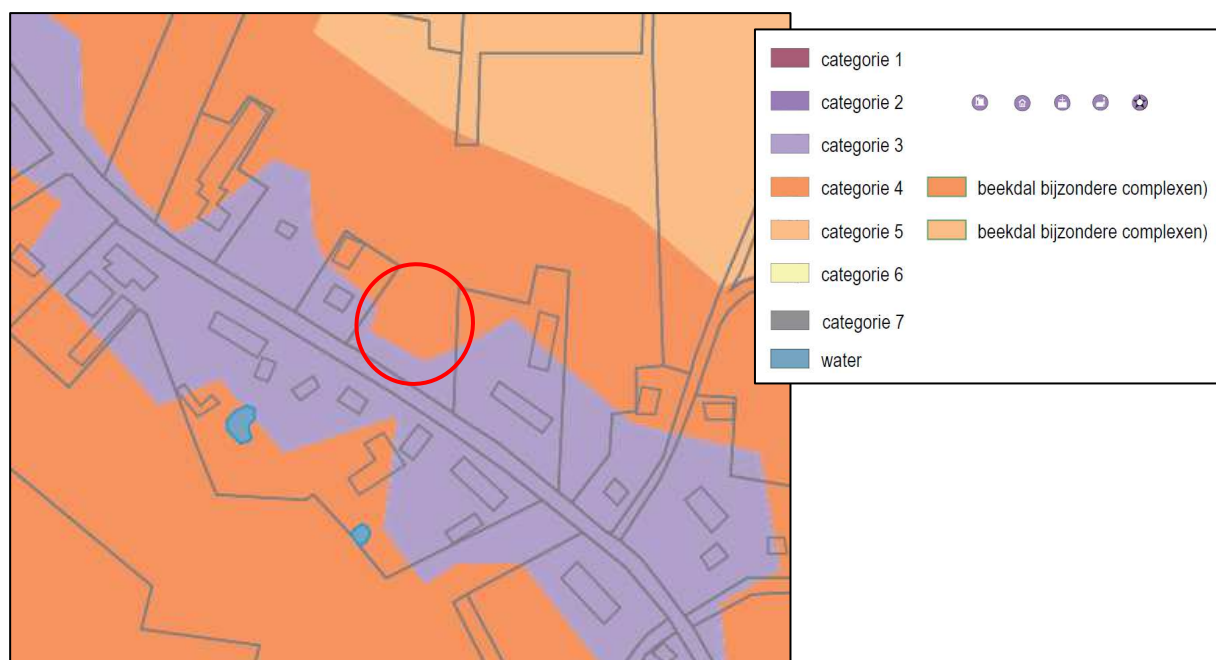 categorie 1
categorie 2
categorie 3
categorie 4 beekdal bijzondere complexen)
categorie 5 beekdal bijzondere complexen)
categorie 6
categorie 7
water